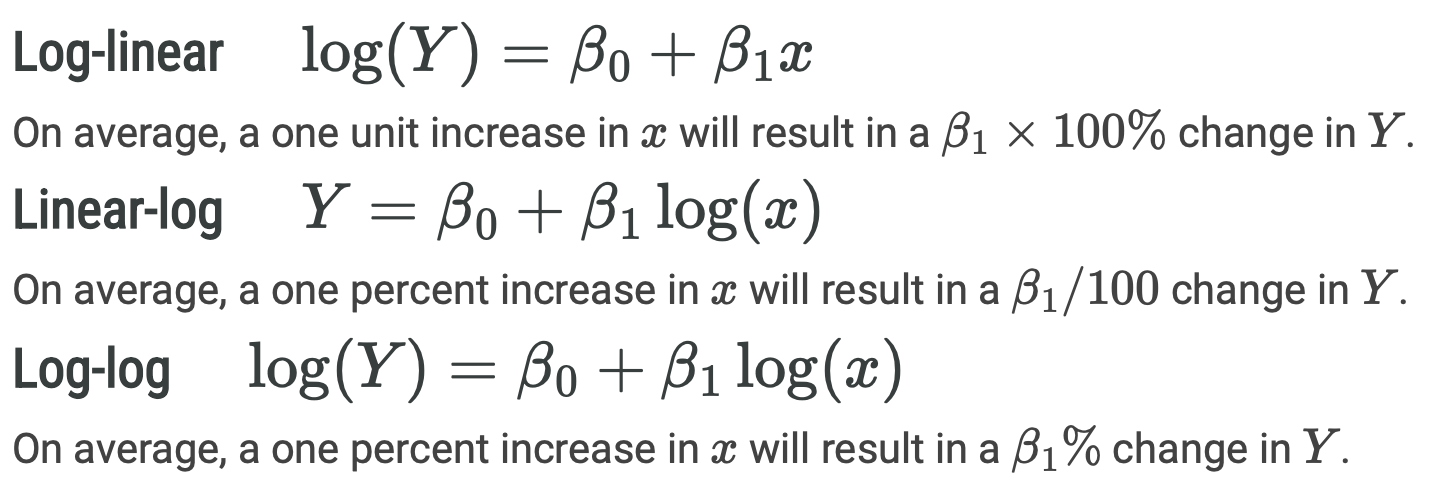 Log-linear log(Y) = β₀ + β₁x
On average, a one unit increase in x will result in a β₁ × 100% change in Y.
Linear-log Y = β₀ + β₁ log(x)
On average, a one percent increase in x will result in a β₁/100 change in Y.
Log-log log(Y) = β₀ + β₁ log(x)
On average, a one percent increase in x will result in a β₁% change in Y.